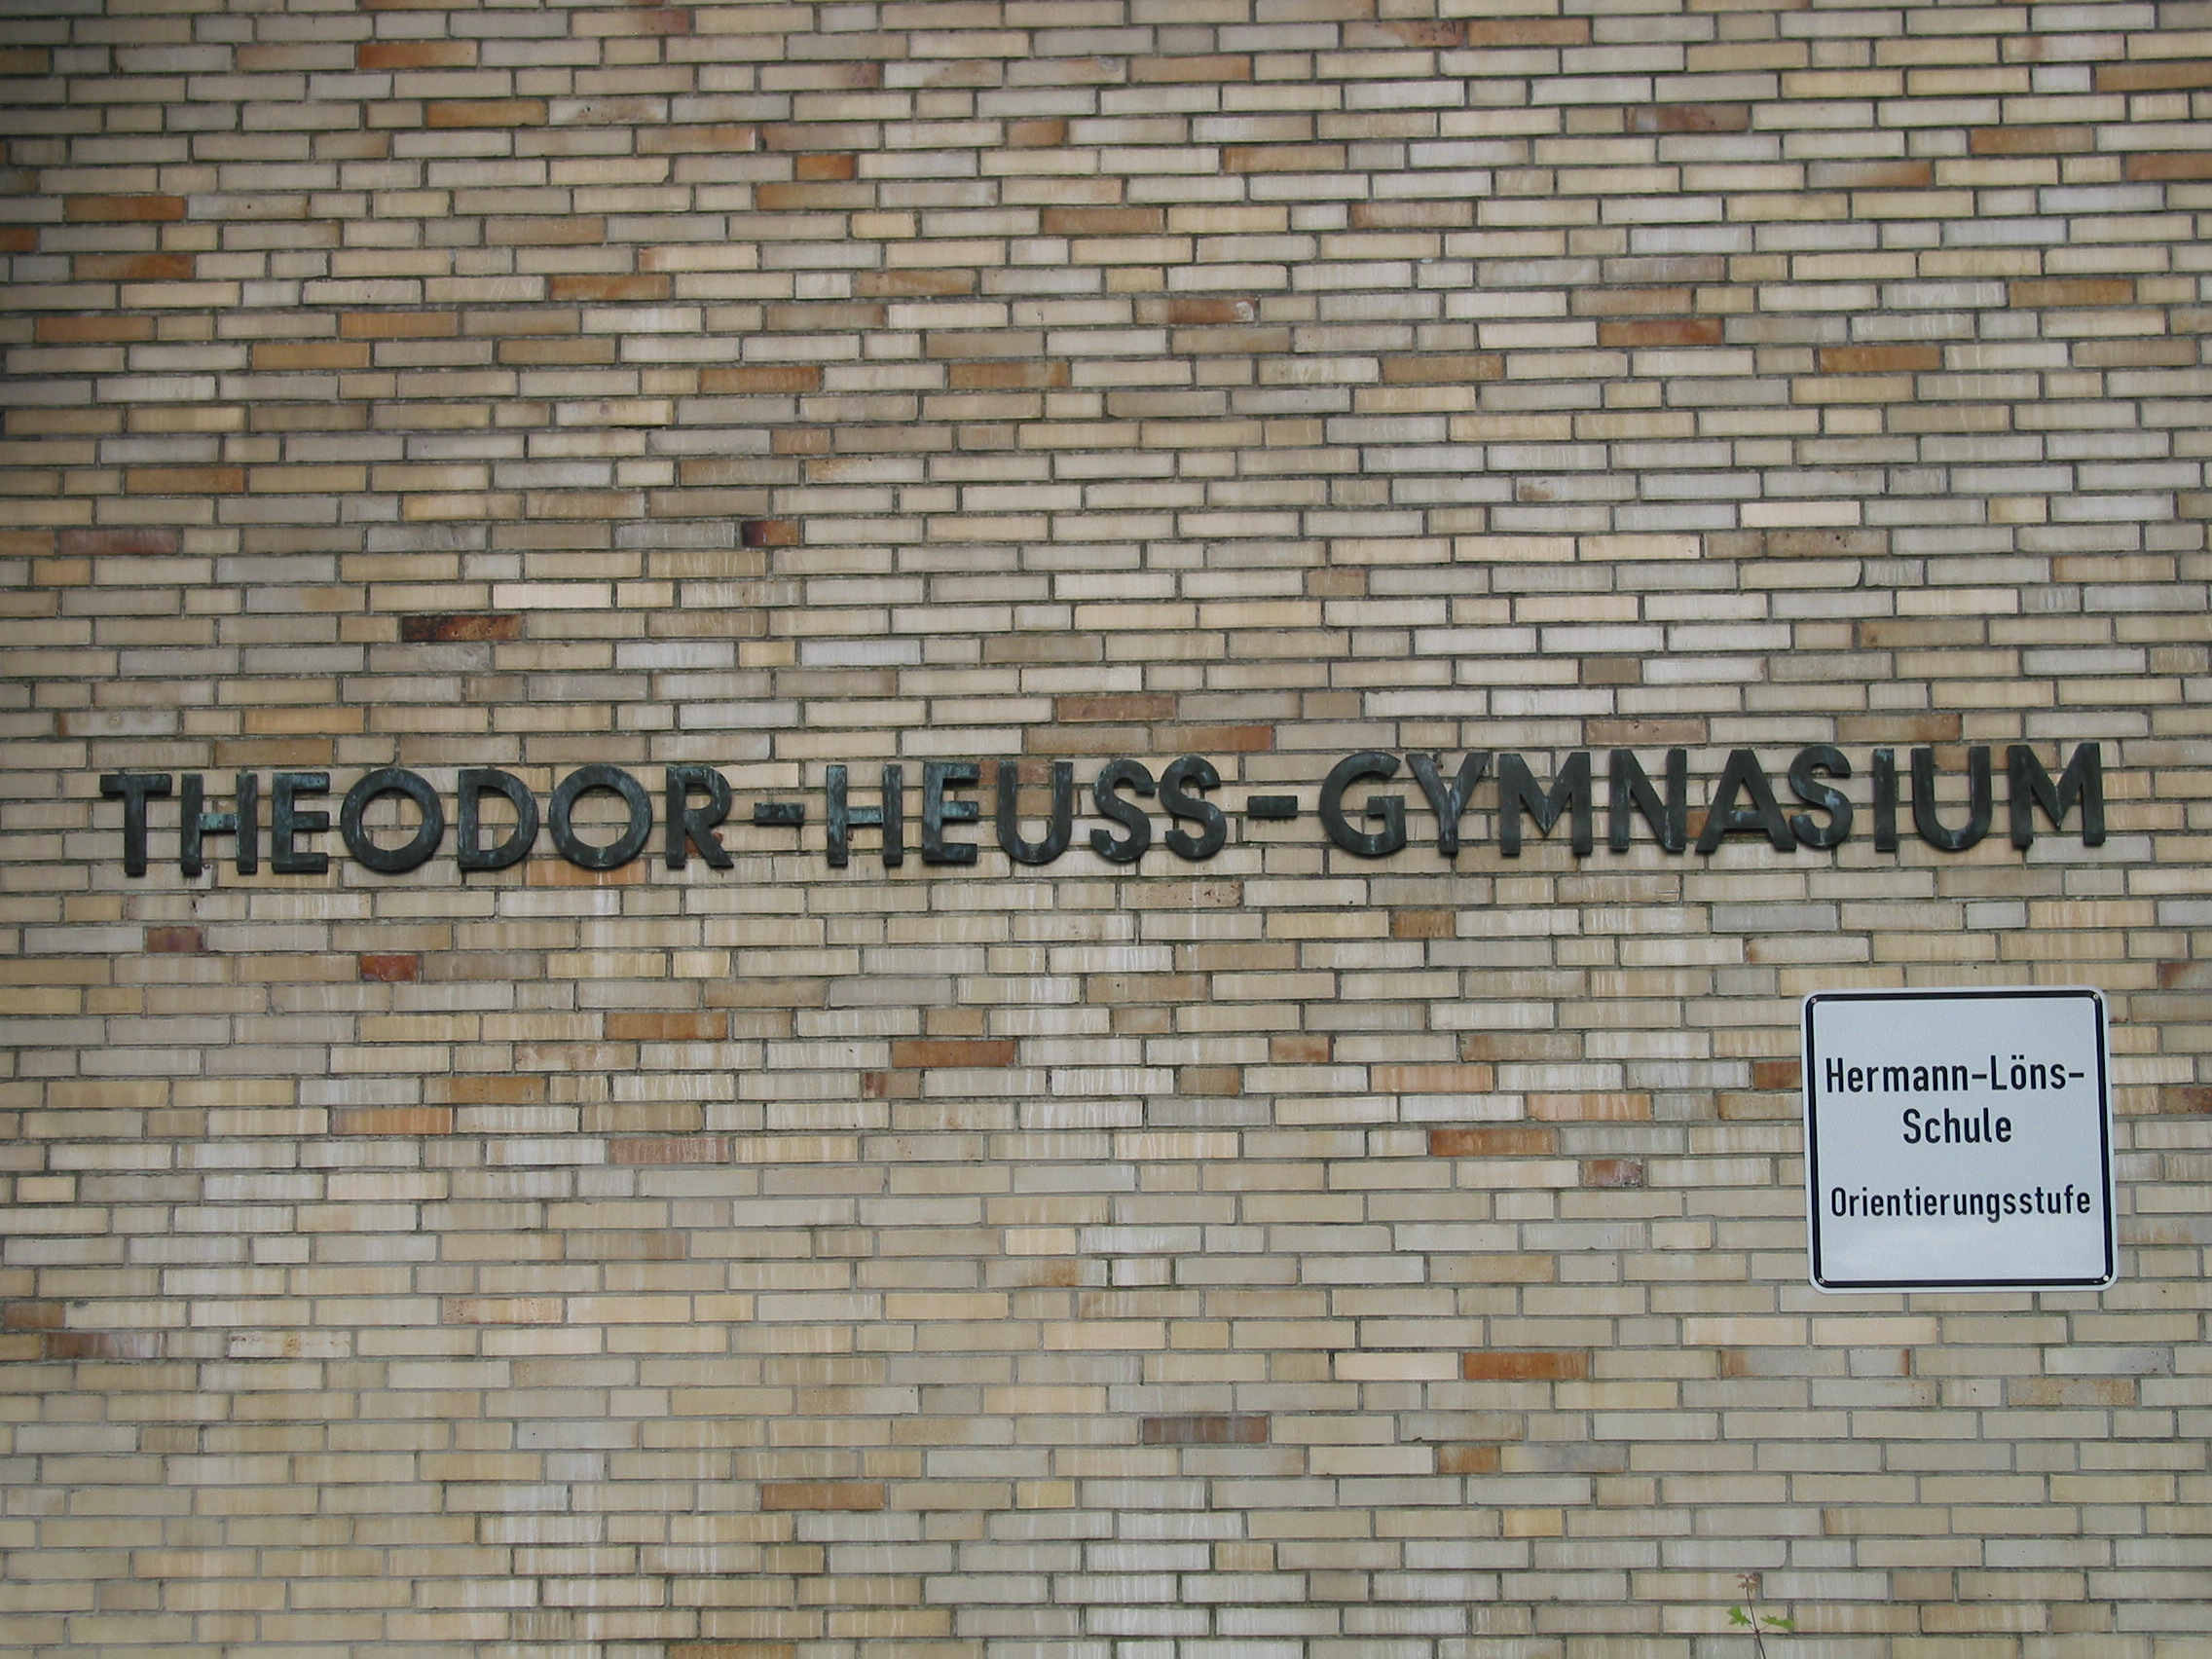 THEODOR-HEUSS-GYMNASIUM
Hermann-Löns-
Schule
Orientierungsstufe